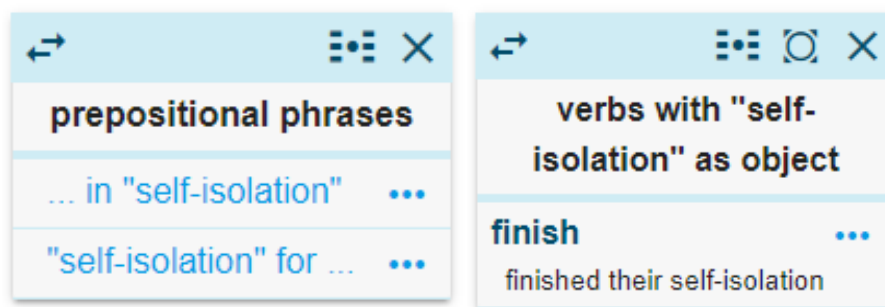 prepositional phrases
... in "self-isolation"
"self-isolation" for ...
verbs with "self-
isolation" as object
finish
finished their self-isolation